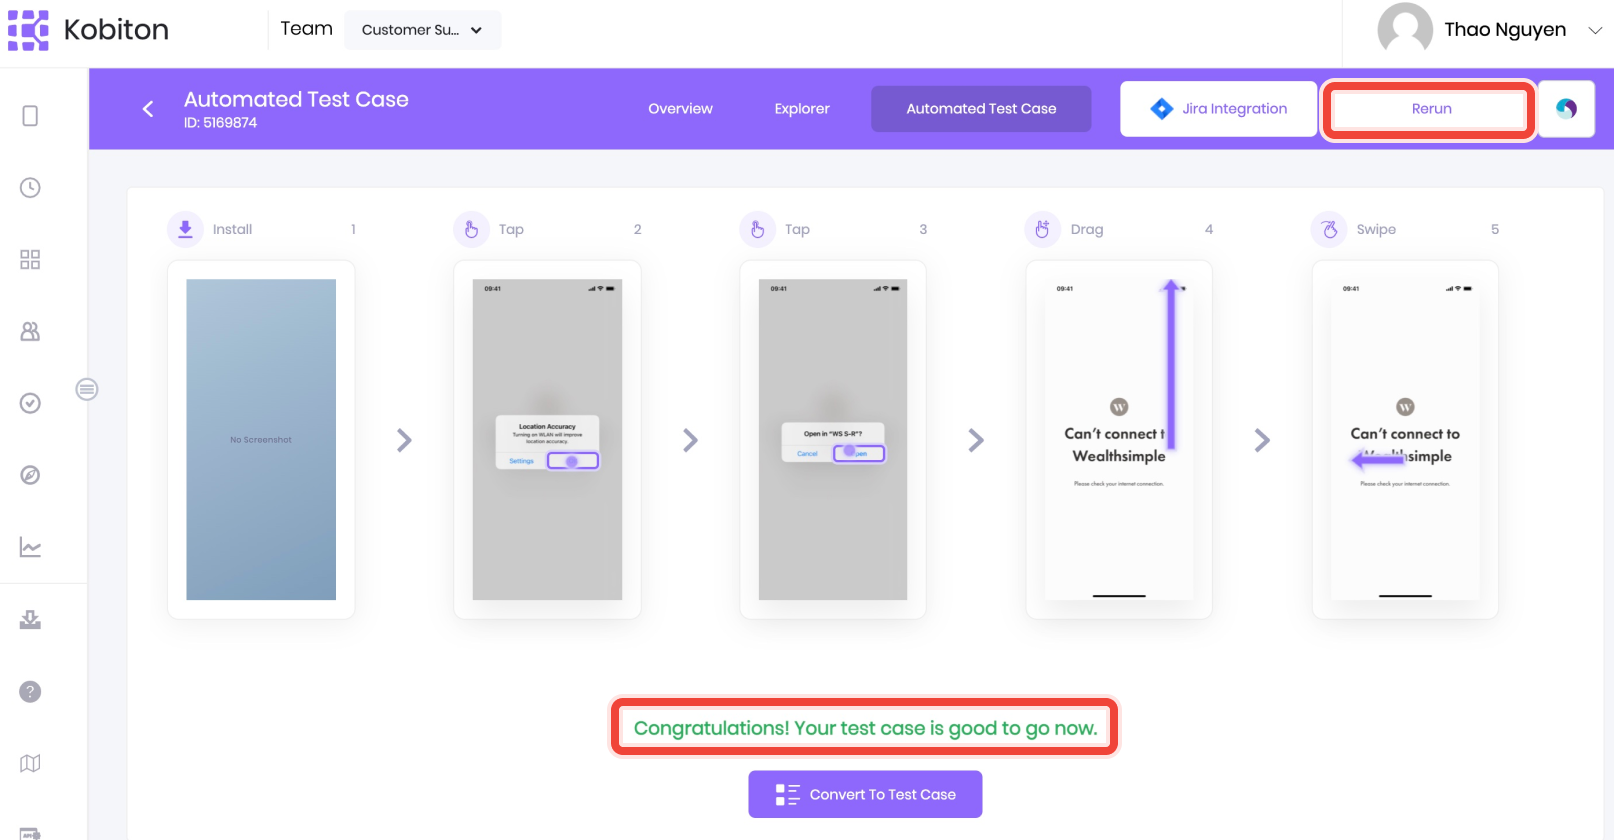 Kobiton
Team
Customer Su...
Thao Nguyen
Automated Test Case
ID: 5169874
Overview
Explorer
Automated Test Case
Jira Integration
Rerun
Install
1
Tap
2
Tap
3
Drag
4
Swipe
5
No Screenshot
09:41
Location Accuracy
Turning on WLAN will improve
location accuracy.
Settings
09:41
Open in "WS S-R"?
Cancel
pen
09:41
W
Can't connect t
Wealthsimple
Please check your internet connection.
09:41
W
Can't connect to
simple
Please check your internet connection.
Congratulations! Your test case is good to go now.
Convert To Test Case